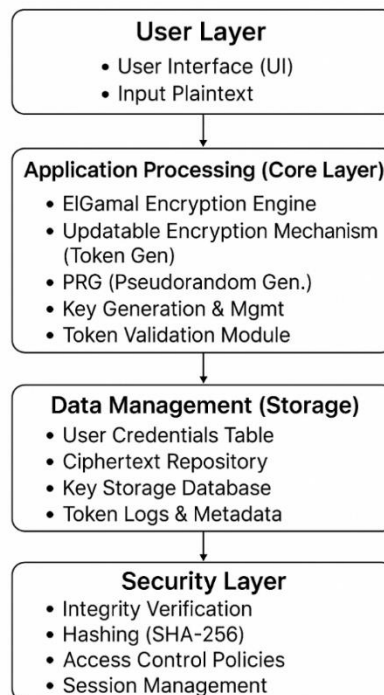 User Layer
• User Interface (UI)
• Input Plaintext
Application Processing (Core Layer)
• ElGamal Encryption Engine
• Updatable Encryption Mechanism
(Token Gen)
• PRG (Pseudorandom Gen.)
• Key Generation & Mgmt
• Token Validation Module
Data Management (Storage)
• User Credentials Table
• Ciphertext Repository
• Key Storage Database
• Token Logs & Metadata
Security Layer
• Integrity Verification
• Hashing (SHA-256)
• Access Control Policies
• Session Management